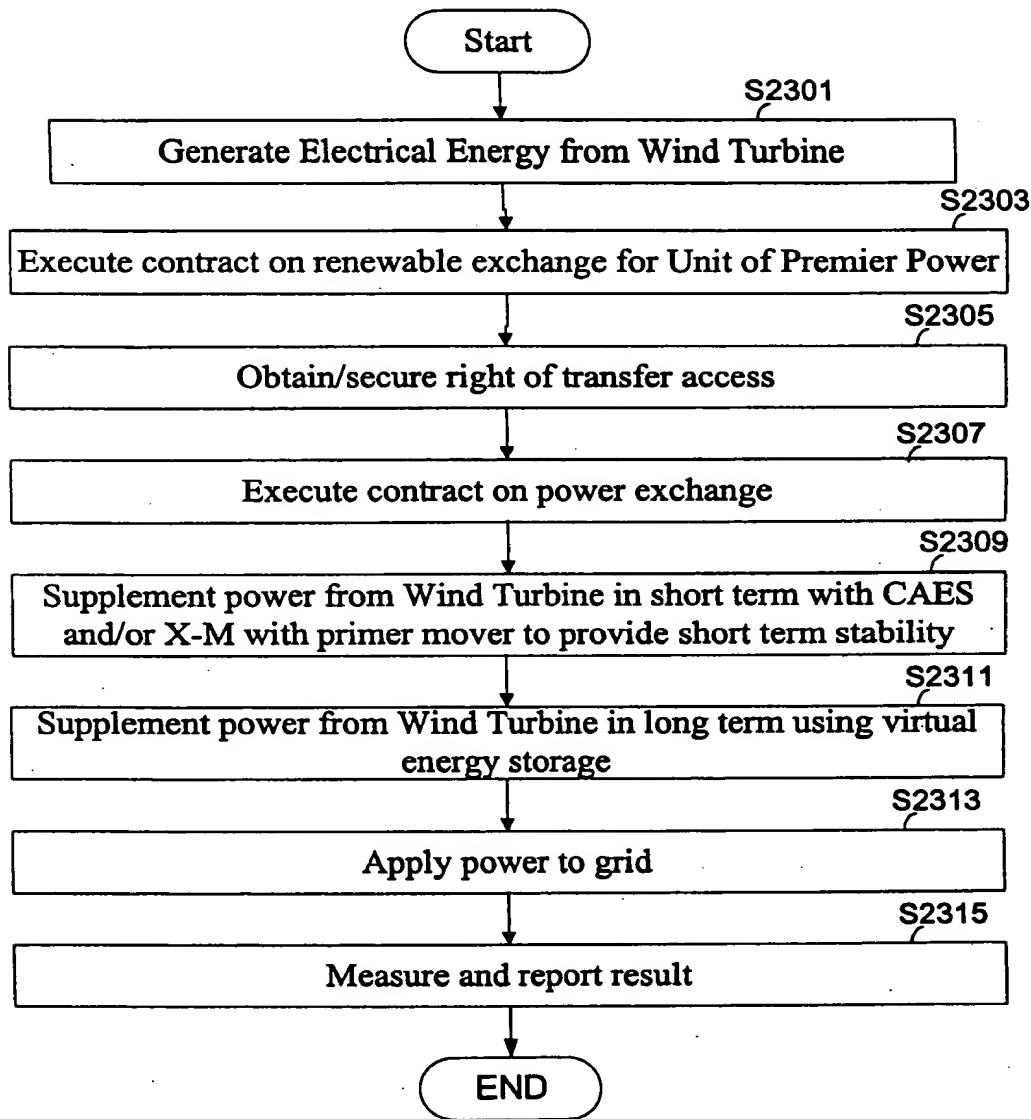 Start
S2301
Generate Electrical Energy from Wind Turbine
S2303
Execute contract on renewable exchange for Unit of Premier Power
S2305
Obtain/secure right of transfer access
S2307
Execute contract on power exchange
S2309
Supplement power from Wind Turbine in short term with CAES
and/or X-M with primer mover to provide short term stability
S2311
Supplement power from Wind Turbine in long term using virtual
energy storage
S2313
Apply power to grid
S2315
Measure and report result
END